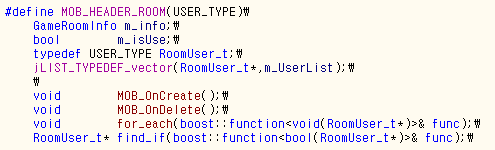 #define MOB_HEADER_ROOM(USER_TYPE)₩
GameRoomInfo m_info;₩
bool m_isUse;₩
typedef USER_TYPE RoomUser_t;₩
jLIST_TYPEDEF_vector(RoomUser_t*,m_UserList);₩
₩
void MOB_OnCreate();₩
void MOB_OnDelete();₩
void for_each(boost::function<void(RoomUser_t*)>& func);₩
RoomUser_t* find_if(boost::function<bool(RoomUser_t*)>& func);₩